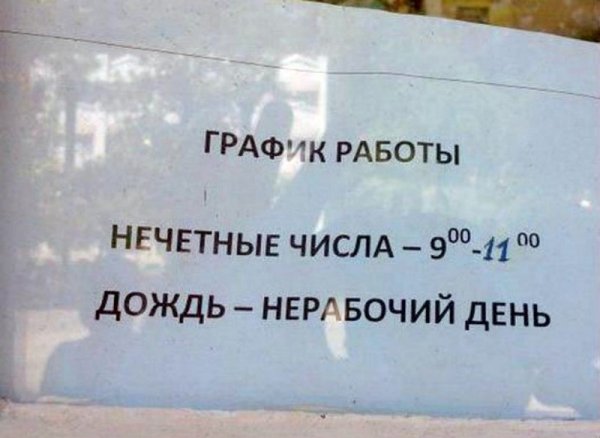 ГРАФИК РАБОТЫ
НЕЧЕТНЫЕ ЧИСЛА – 9⁰⁰-11⁰⁰
ДОЖДЬ – НЕРАБОЧИЙ ДЕНЬ